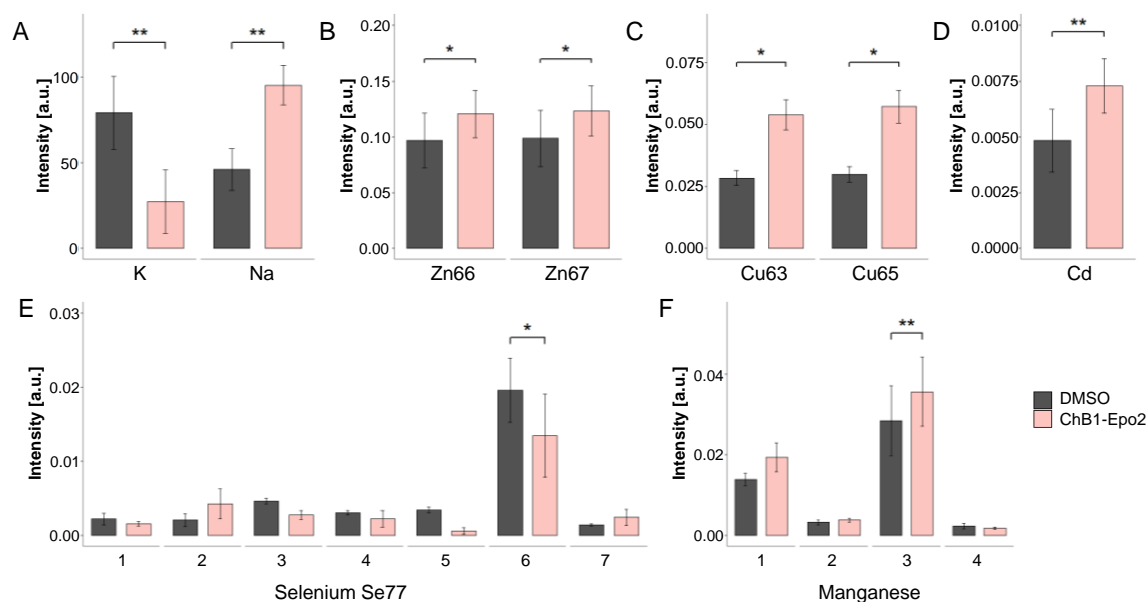 A
B
C
D
Intensity [a.u.]
100
50
0
**
**
K
Na
Intensity [a.u.]
0.20
0.15
0.10
0.05
0.00
*
*
Zn66
Zn67
Intensity [a.u.]
0.075
0.050
0.025
0.000
*
*
Cu63
Cu65
Intensity [a.u.]
0.0100
0.0075
0.0050
0.0025
0.0000
**
Cd
E
Intensity [a.u.]
0.03
0.02
0.01
0.00
*
1 2 3 4 5 6 7
Selenium Se77
F
Intensity [a.u.]
0.04
0.02
0.00
**
1 2 3 4
Manganese
DMSO
ChB1-Epo2